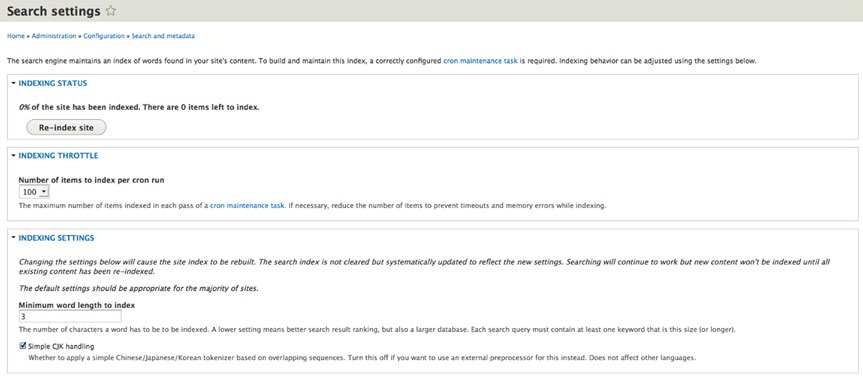 Search settings
Home » Administration » Configuration » Search and metadata
The search engine maintains an index of words found in your site's content. To build and maintain this index, a correctly configured cron maintenance task is required. Indexing behavior can be adjusted using the settings below.
INDEXING STATUS
0% of the site has been indexed. There are 0 items left to index.
Re-index site
INDEXING THROTTLE
Number of items to index per cron run
100
The maximum number of items indexed in each pass of a cron maintenance task. If necessary, reduce the number of items to prevent timeouts and memory errors while indexing.
INDEXING SETTINGS
Changing the settings below will cause the site index to be rebuilt. The search index is not cleared but systematically updated to reflect the new settings. Searching will continue to work but new content won't be indexed until all
existing content has been re-indexed.
The default settings should be appropriate for the majority of sites.
Minimum word length to index
3
The number of characters a word has to be to be indexed. A lower setting means better search result ranking, but also a larger database. Each search query must contain at least one keyword that is this size (or longer).
Simple CJK handling
Whether to apply a simple Chinese/Japanese/Korean tokenizer based on overlapping sequences. Turn this off if you want to use an external preprocessor for this instead. Does not affect other languages.